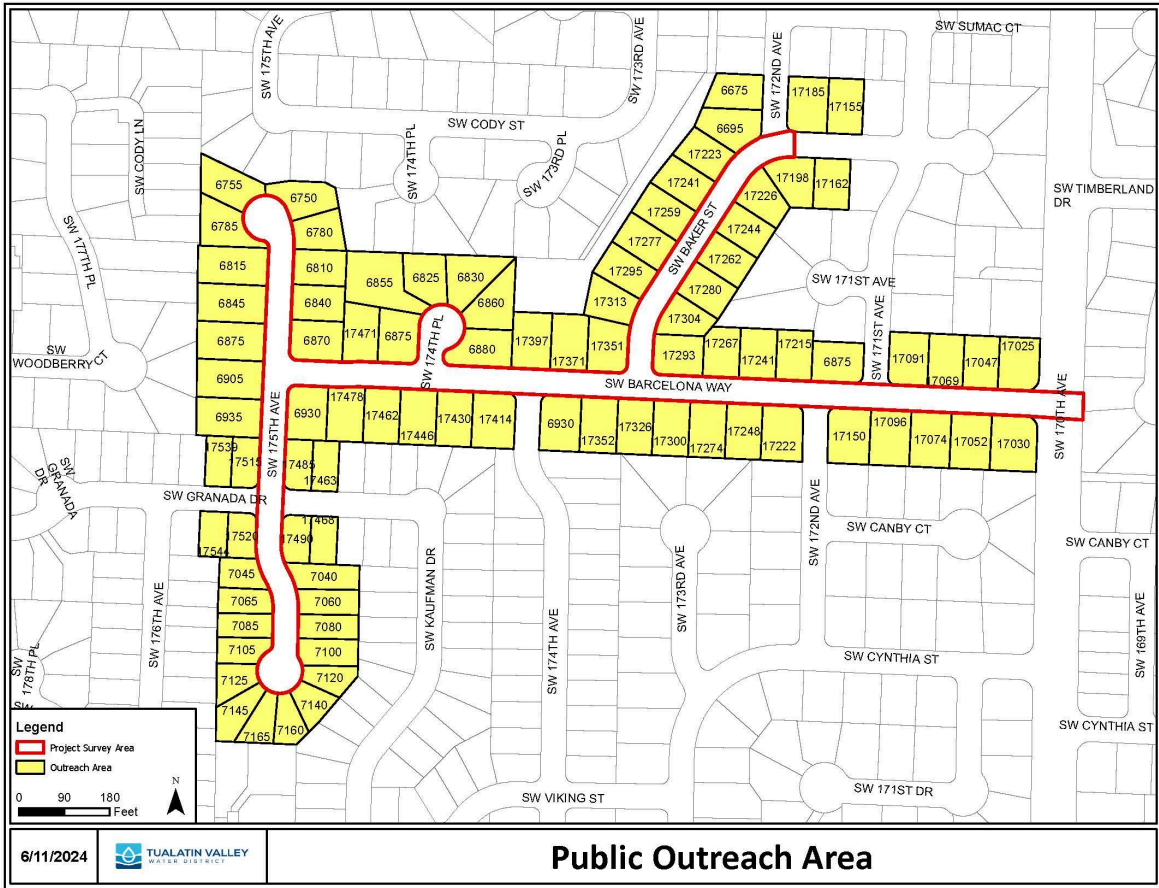 SW SUMAC CT
SW 175TH AVE
SW 173RD AVE
SW 172ND AVE
6675
17185
17155
SW CODY LN
SW CODY ST
6695
SW 174TH PL
SW 173RD PL
17223
6755
6750
17241
17198
17162
SW TIMBERLAND
DR
17226
6785
6780
17259
17244
SW 177TH PL
SW BAKER ST
17277
17262
6815
6810
6855
6825
6830
17295
17280
SW 171ST AVE
6845
6840
6860
17313
17304
SW 171ST AVE
SW
WOODBERRY CT
6875
6870
17471
6875
SW 174TH PL
6880
17397
17371
17351
17293
17267
17241
17215
6875
17091
17069
17047
17025
6905
SW BARCELONA WAY
SW 170TH AVE
6935
SW 175TH AVE
6930
17478
17462
17446
17430
17414
6930
17352
17326
17300
17274
17248
17222
17150
17096
17074
17052
17030
17539
17515
17485
17463
SW
GRANADA
DR
SW GRANADA DR
SW 172ND AVE
17544
17520
17490
17468
SW CANBY CT
SW CANBY CT
7045
7040
SW KAUFMAN DR
SW 174TH AVE
SW 173RD AVE
SW 176TH AVE
7065
7060
7085
7080
SW 169TH AVE
7105
7100
SW CYNTHIA ST
SW 178TH PL
7125
7120
7145
7140
7165
7160
SW CYNTHIA ST
SW
SW VIKING ST
SW 171ST DR
Legend
Project Survey Area
Outreach Area
0 90 180
Feet
N
6/11/2024
TUALATIN VALLEY
WATER DISTRICT
Public Outreach Area